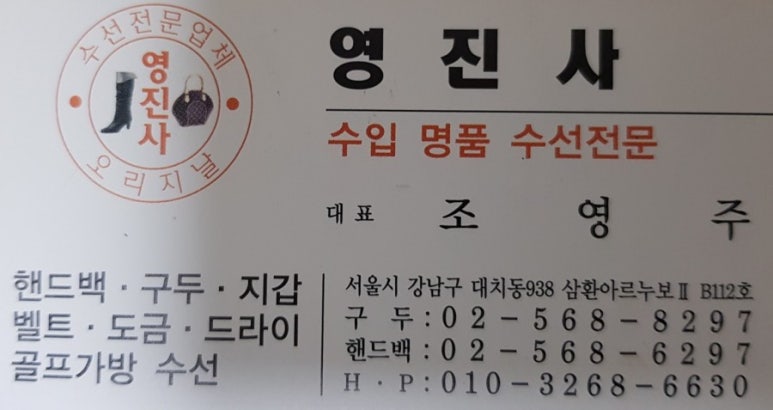 수선전문업체
영진사
오리지날
영진사
수입 명품 수선전문
대표 조영주
핸드백 · 구두 · 지갑
벨트 · 도금 · 드라이
골프가방 수선
서울시 강남구 대치동938 삼환아르누보Ⅱ B112호
구 두 : 02-568-8297
핸드백 : 02-568-6297
H · P : 010-3268-6630